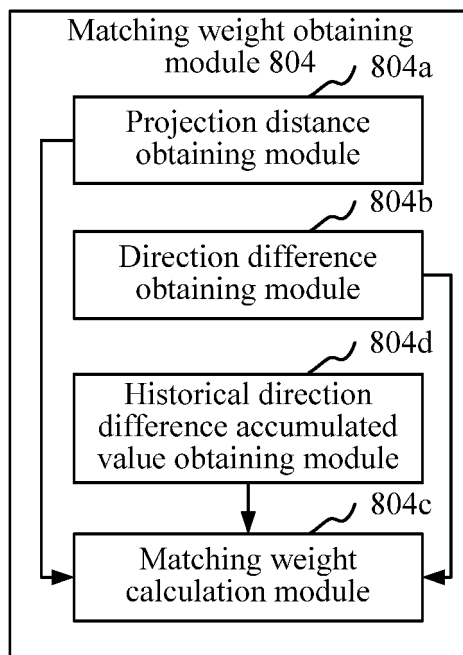 Matching weight obtaining
module 804
804a
Projection distance
obtaining module
804b
Direction difference
obtaining module
804d
Historical direction
difference accumulated
value obtaining module
804c
Matching weight
calculation module